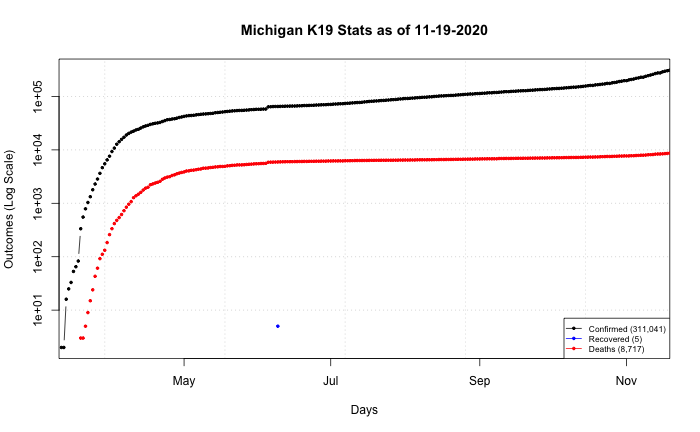 Michigan K19 Stats as of 11-19-2020
Outcomes (Log Scale)
1e+05
1e+04
1e+03
1e+02
1e+01
Confirmed (311,041)
Recovered (5)
Deaths (8,717)
May Jul Sep Nov
Days